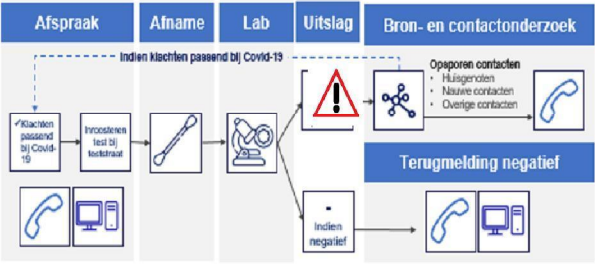 Afspraak
Afname
Lab
Uitslag
Bron- en contactonderzoek
Indien klachten passend bij Covid-19
Opsporen contacten
• Huisgenoten
• Nauwe contacten
• Overige contacten
✓Klachten
passend
bij Covid-
19
Inroosteren
test bij
teststraat
!
Terugmelding negatief
-
Indien
negatief